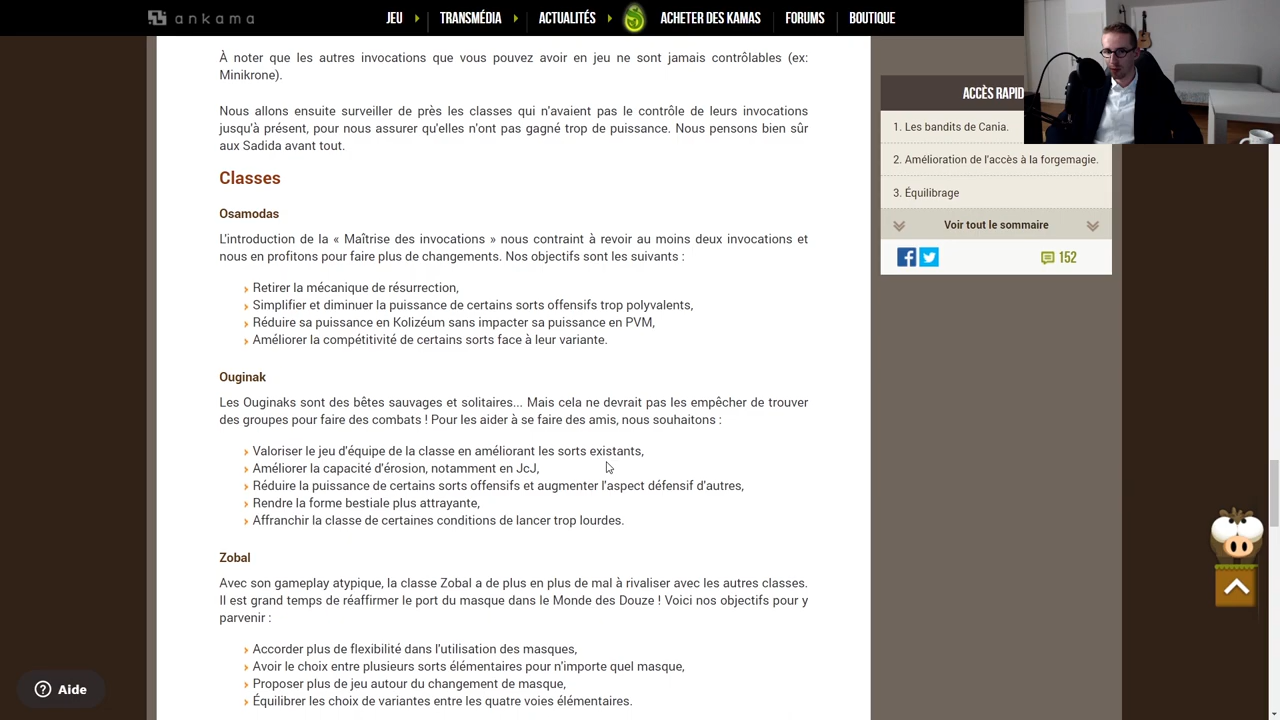 ankama
JEU
TRANSMÉDIA
ACTUALITÉS
ACHETER DES KAMAS
FORUMS
BOUTIQUE
À noter que les autres invocations que vous pouvez avoir en jeu ne sont jamais contrôlables (ex:
Minikrone).
Nous allons ensuite surveiller de près les classes qui n'avaient pas le contrôle de leurs invocations
jusqu'à présent, pour nous assurer qu'elles n'ont pas gagné trop de puissance. Nous pensons bien sûr
aux Sadida avant tout.
Classes
Osamodas
L'introduction de la « Maîtrise des invocations » nous contraint à revoir au moins deux invocations et
nous en profitons pour faire plus de changements. Nos objectifs sont les suivants :
Retirer la mécanique de résurrection,
Simplifier et diminuer la puissance de certains sorts offensifs trop polyvalents,
Réduire sa puissance en Kolizéum sans impacter sa puissance en PVM,
Améliorer la compétitivité de certains sorts face à leur variante.
Ouginak
Les Ouginaks sont des bêtes sauvages et solitaires... Mais cela ne devrait pas les empêcher de trouver
des groupes pour faire des combats ! Pour les aider à se faire des amis, nous souhaitons :
Valoriser le jeu d'équipe de la classe en améliorant les sorts existants,
Améliorer la capacité d'érosion, notamment en JcJ,
Réduire la puissance de certains sorts offensifs et augmenter l'aspect défensif d'autres,
Rendre la forme bestiale plus attrayante,
Affranchir la classe de certaines conditions de lancer trop lourdes.
Zobal
Avec son gameplay atypique, la classe Zobal a de plus en plus de mal à rivaliser avec les autres classes.
Il est grand temps de réaffirmer le port du masque dans le Monde des Douze ! Voici nos objectifs pour y
parvenir :
Accorder plus de flexibilité dans l'utilisation des masques,
Avoir le choix entre plusieurs sorts élémentaires pour n'importe quel masque,
Proposer plus de jeu autour du changement de masque,
Équilibrer les choix de variantes entre les quatre voies élémentaires.
ACCÈS RAPID
1. Les bandits de Cania.
2. Amélioration de l'accès à la forgemagie.
3. Équilibrage
Voir tout le sommaire
152
Aide